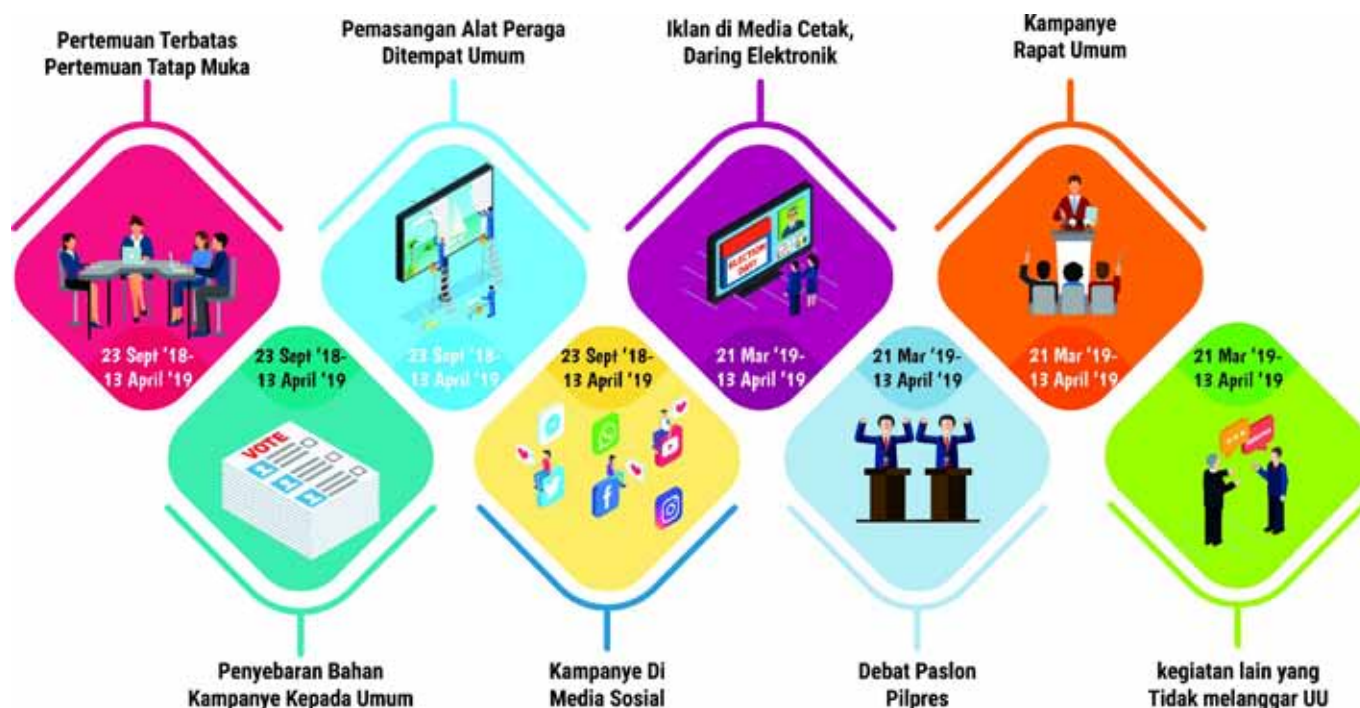 Pertemuan Terbatas
Pertemuan Tatap Muka
23 Sept '18-
13 April '19
23 Sept '18-
13 April '19
VOTE
Penyebaran Bahan
Kampanye Kepada Umum
Pemasangan Alat Peraga
Ditempat Umum
23 Sept '18-
13 April '19
23 Sept '18-
13 April '19
Kampanye Di
Media Sosial
Iklan di Media Cetak,
Daring Elektronik
ELECTION
DAY!
21 Mar '19-
13 April '19
21 Mar '19-
13 April '19
Debat Paslon
Pilpres
Kampanye
Rapat Umum
21 Mar '19-
13 April '19
21 Mar '19-
13 April '19
kegiatan lain yang
Tidak melanggar UU